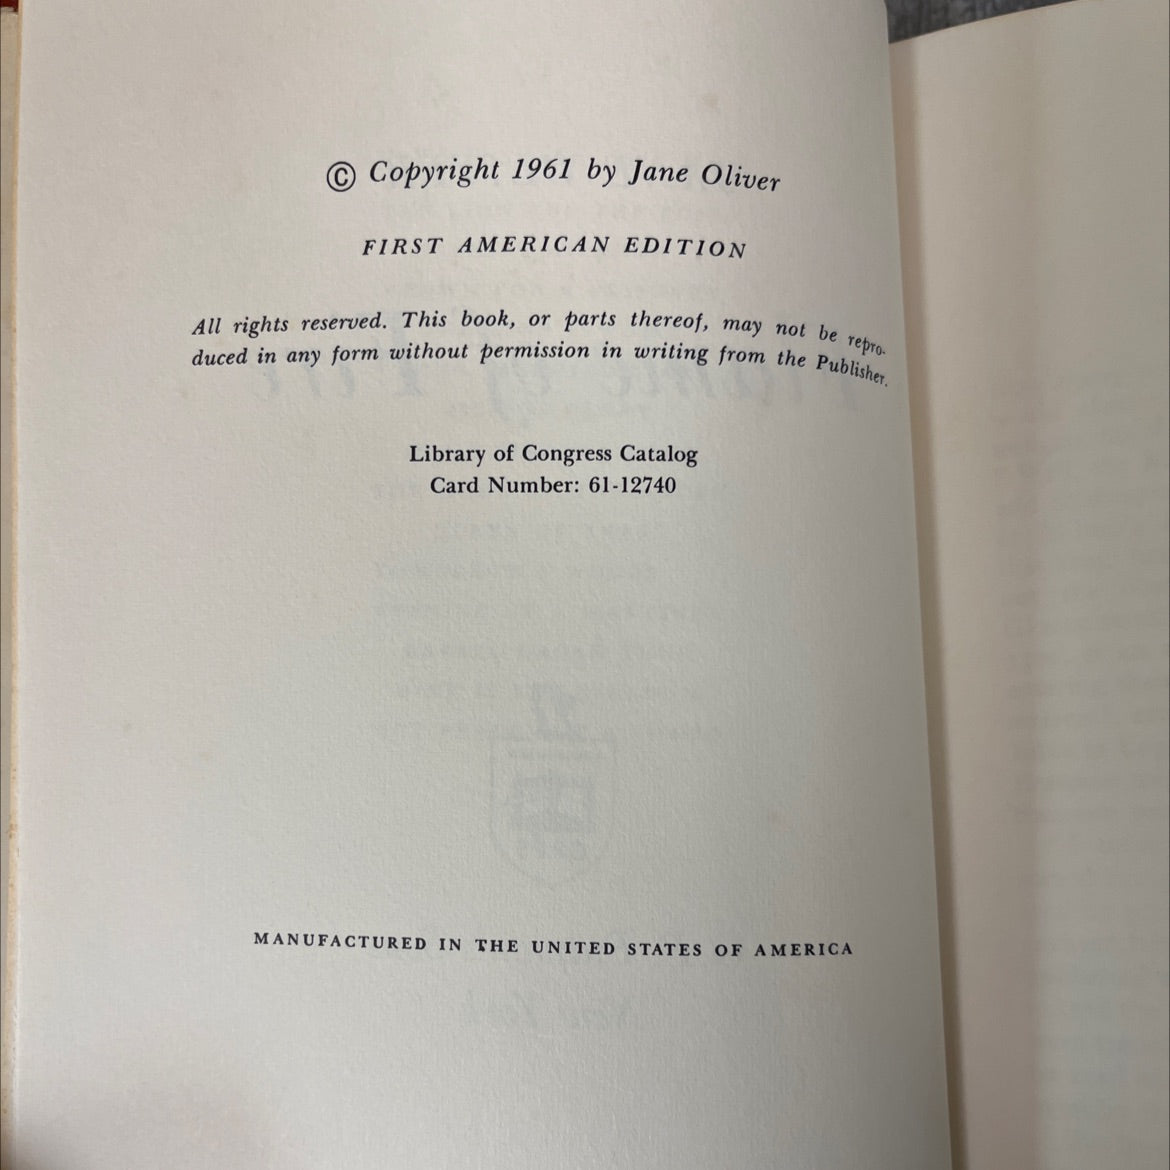 © Copyright 1961 by Jane Oliver
FIRST AMERICAN EDITION
All rights reserved. This book, or parts thereof, may not be repro-
duced in any form without permission in writing from the Publisher.
Library of Congress Catalog
Card Number: 61-12740
MANUFACTURED IN THE UNITED STATES OF AMERICA